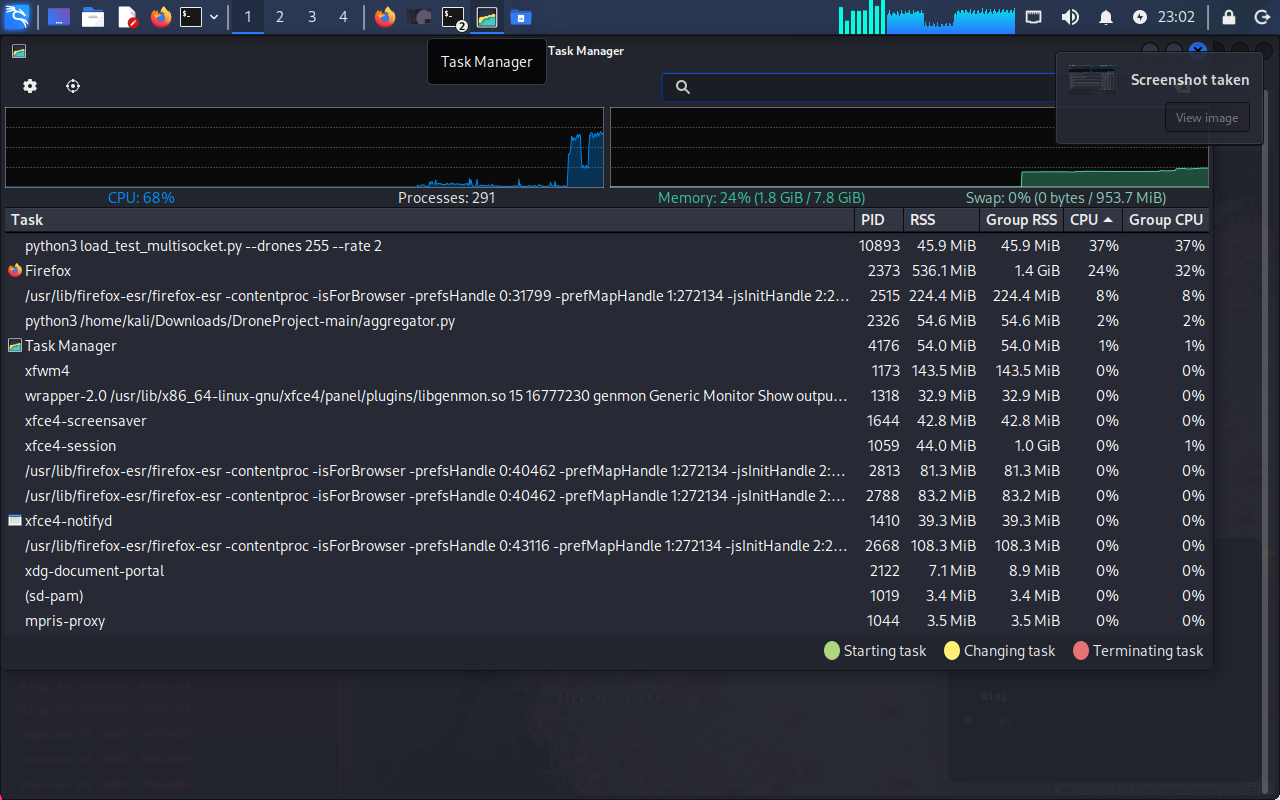 1 2 3 4 2 23:02
Task Manager
Task Manager
Screenshot taken
View image
CPU: 68% Processes: 291 Memory: 24% (1.8 GiB / 7.8 GiB) Swap: 0% (0 bytes / 953.7 MiB)
Task PID RSS Group RSS CPU Group CPU
python3 load_test_multisocket.py --drones 255 --rate 2 10893 45.9 MiB 45.9 MiB 37% 37%
Firefox 2373 536.1 MiB 1.4 GiB 24% 32%
/usr/lib/firefox-esr/firefox-esr -contentproc -isForBrowser -prefsHandle 0:31799 -prefMapHandle 1:272134 -jsInitHandle 2:2... 2515 224.4 MiB 224.4 MiB 8% 8%
python3 /home/kali/Downloads/DroneProject-main/aggregator.py 2326 54.6 MiB 54.6 MiB 2% 2%
Task Manager 4176 54.0 MiB 54.0 MiB 1% 1%
xfwm4 1173 143.5 MiB 143.5 MiB 0% 0%
wrapper-2.0 /usr/lib/x86_64-linux-gnu/xfce4/panel/plugins/libgenmon.so 15 16777230 genmon Generic Monitor Show outpu... 1318 32.9 MiB 32.9 MiB 0% 0%
xfce4-screensaver 1644 42.8 MiB 42.8 MiB 0% 0%
xfce4-session 1059 44.0 MiB 1.0 GiB 0% 1%
/usr/lib/firefox-esr/firefox-esr -contentproc -isForBrowser -prefsHandle 0:40462 -prefMapHandle 1:272134 -jsInitHandle 2:... 2813 81.3 MiB 81.3 MiB 0% 0%
/usr/lib/firefox-esr/firefox-esr -contentproc -isForBrowser -prefsHandle 0:40462 -prefMapHandle 1:272134 -jsInitHandle 2:... 2788 83.2 MiB 83.2 MiB 0% 0%
xfce4-notifyd 1410 39.3 MiB 39.3 MiB 0% 0%
/usr/lib/firefox-esr/firefox-esr -contentproc -isForBrowser -prefsHandle 0:43116 -prefMapHandle 1:272134 -jsInitHandle 2:2... 2668 108.3 MiB 108.3 MiB 0% 0%
xdg-document-portal 2122 7.1 MiB 8.9 MiB 0% 0%
(sd-pam) 1019 3.4 MiB 3.4 MiB 0% 0%
mpris-proxy 1044 3.5 MiB 3.5 MiB 0% 0%
Starting task Changing task Terminating task
ZIPLINE GEOFENCE
Wing